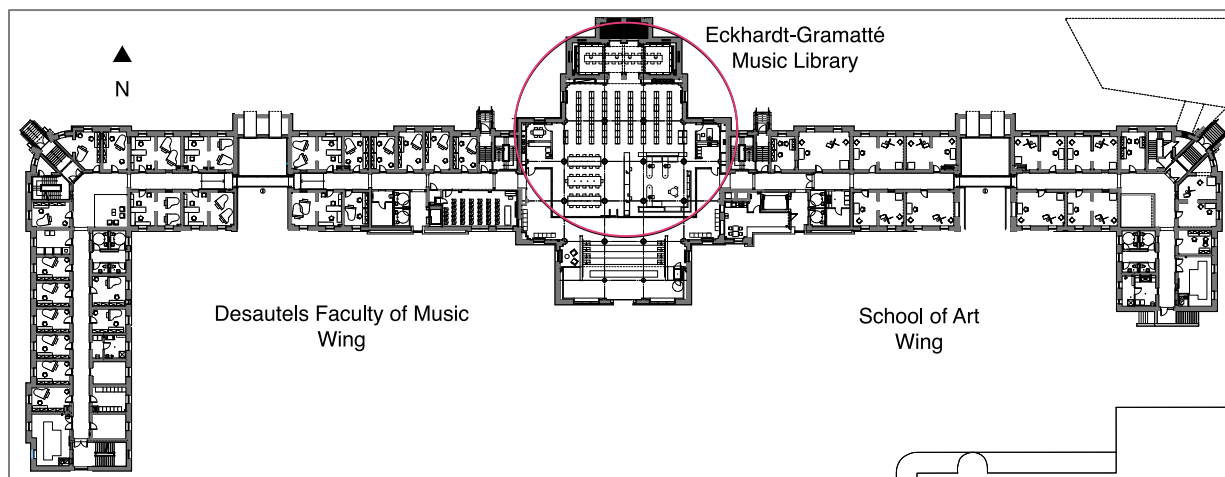 Eckhardt-Gramatté
Music Library
N
Desautels Faculty of Music
Wing
School of Art
Wing